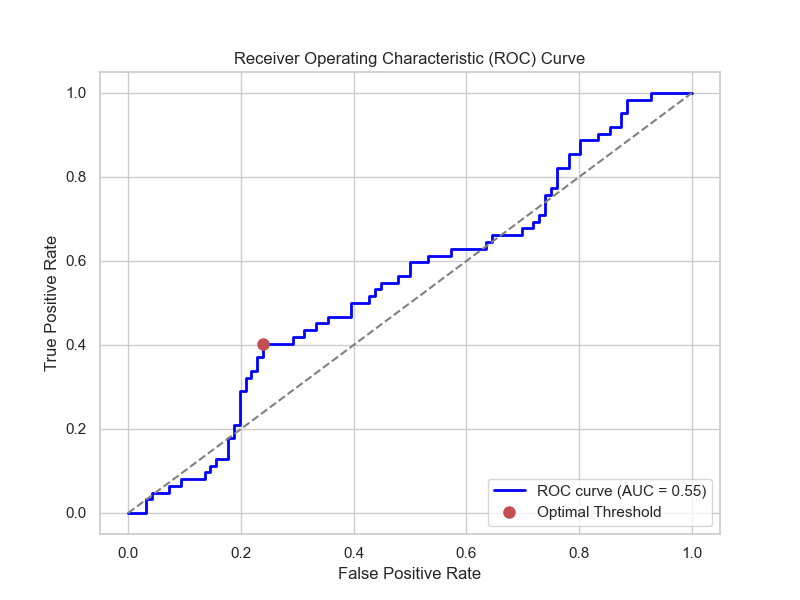 Receiver Operating Characteristic (ROC) Curve
1.0
0.8
0.6
0.4
0.2
0.0
True Positive Rate
ROC curve (AUC = 0.55)
Optimal Threshold
0.0 0.2 0.4 0.6 0.8 1.0
False Positive Rate